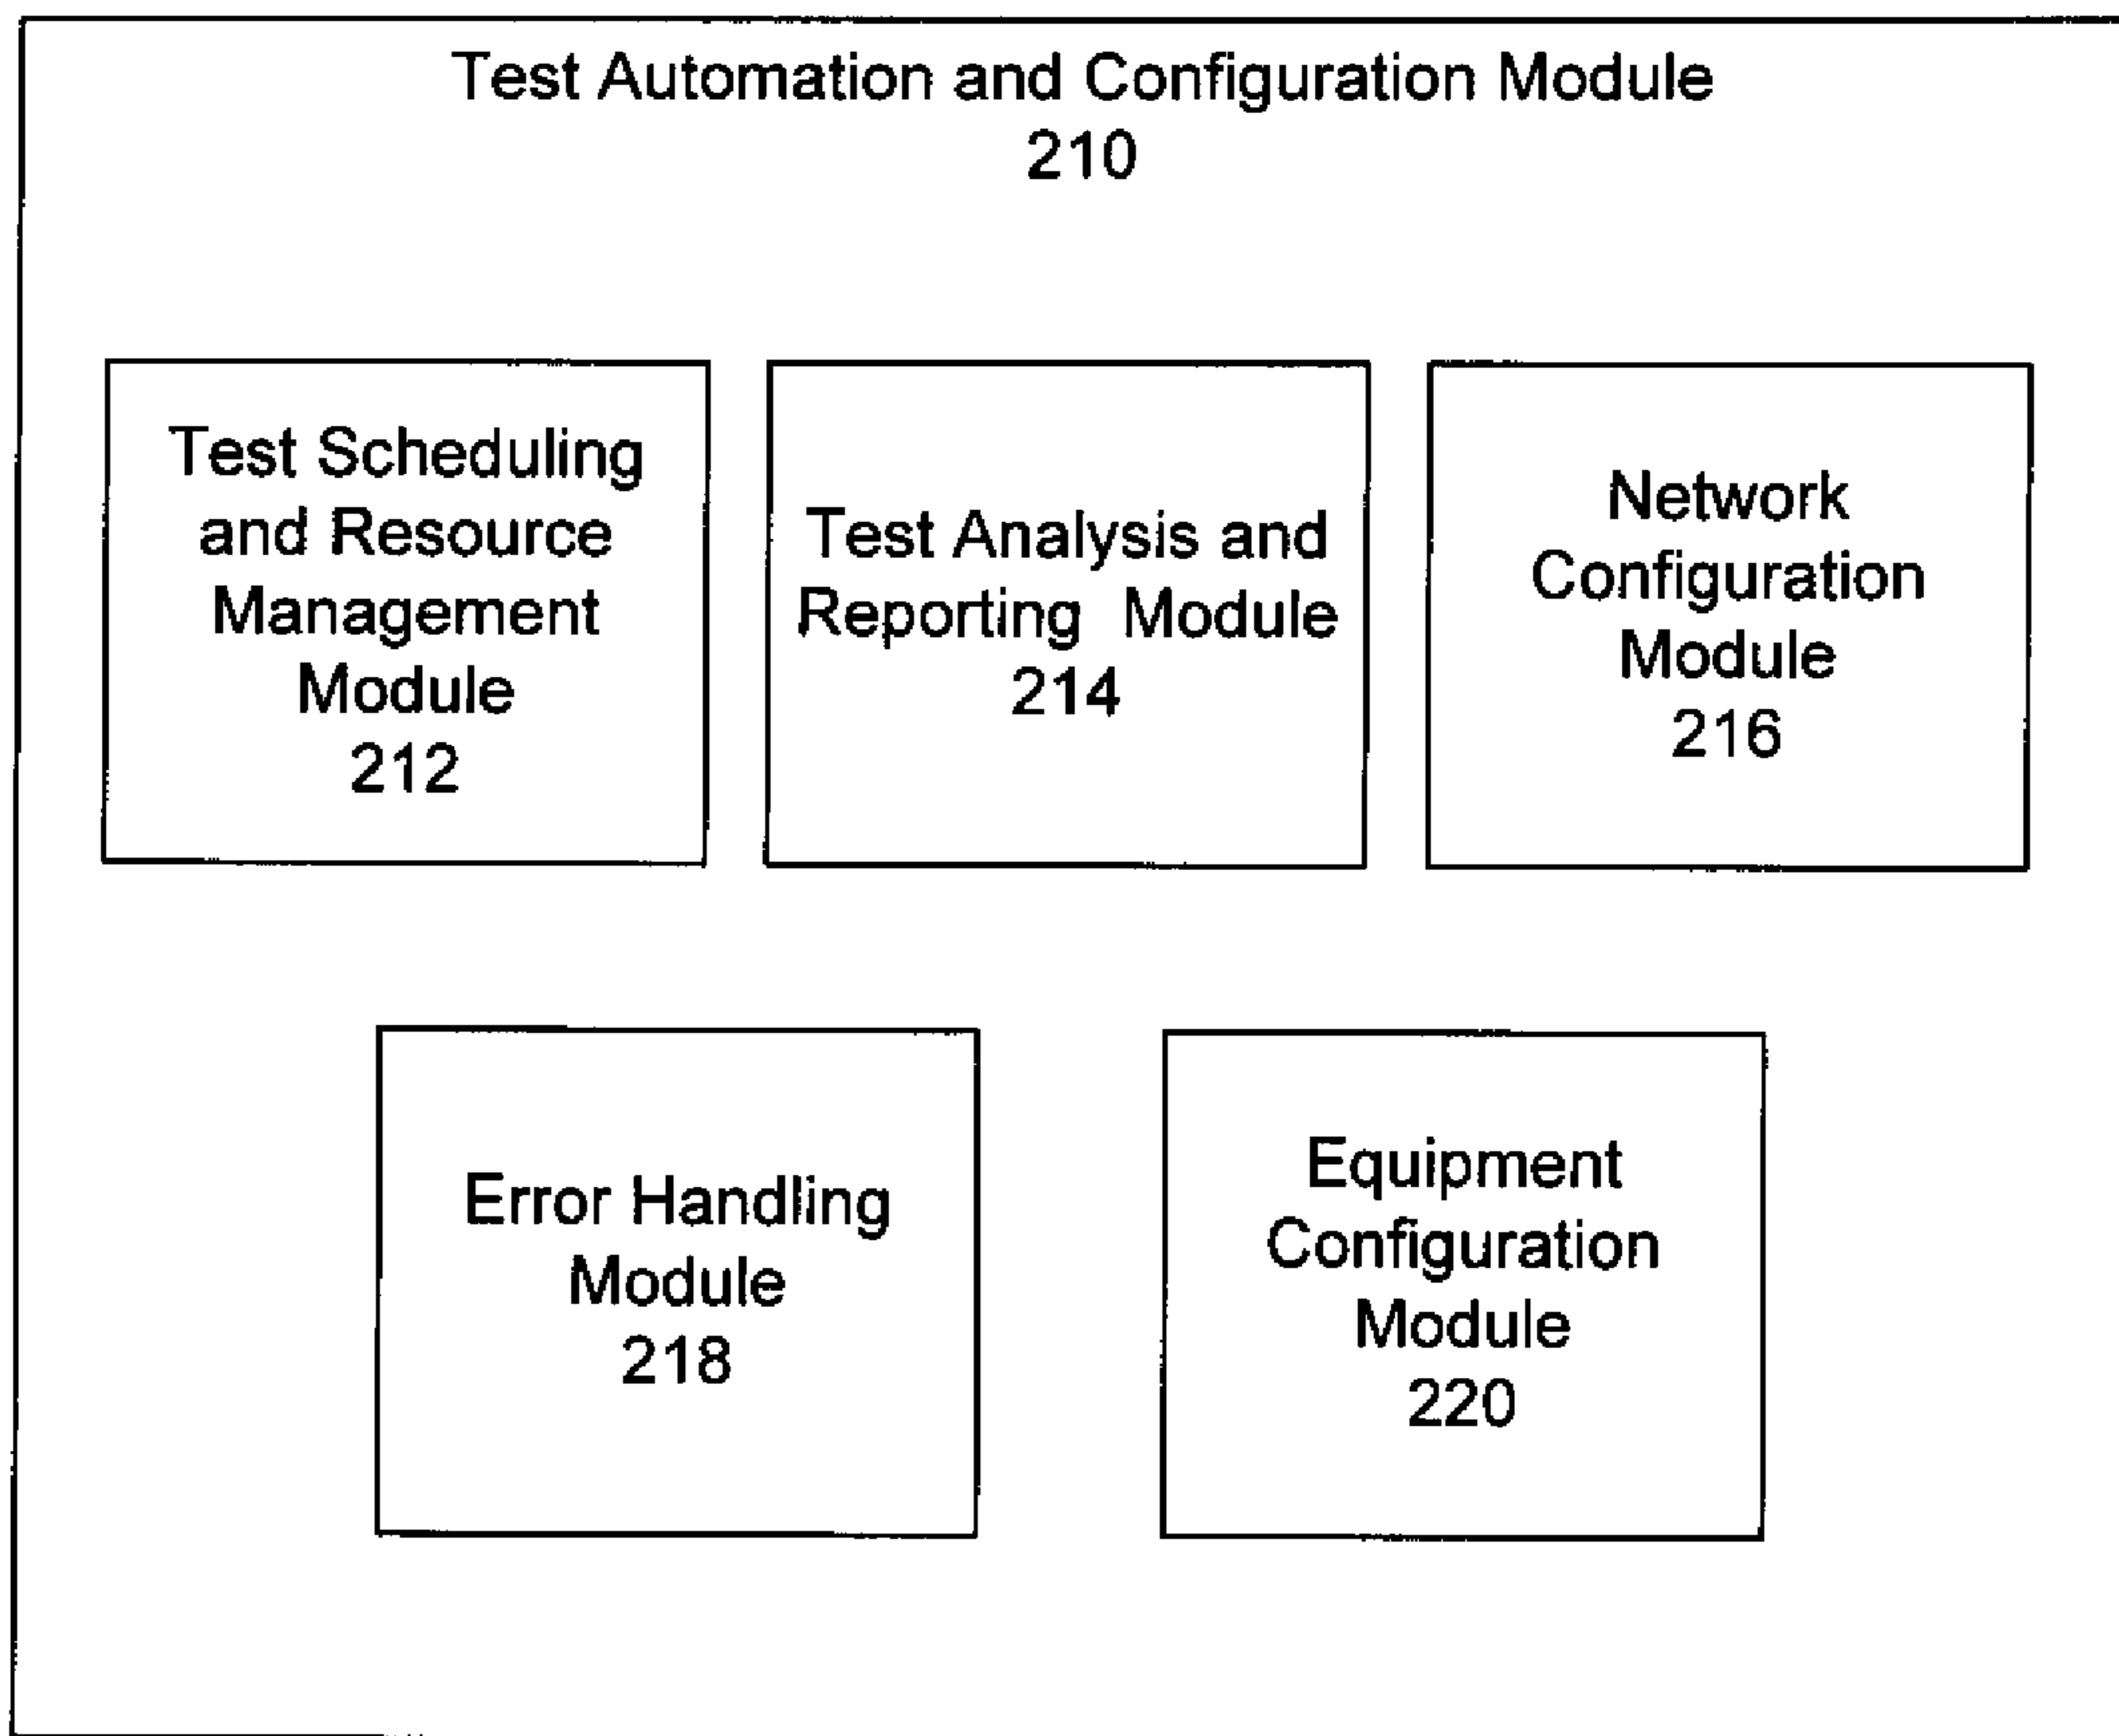 Test Automation and Configuration Module
210
Test Scheduling
and Resource
Management
Module
212
Test Analysis and
Reporting Module
214
Network
Configuration
Module
216
Error Handling
Module
218
Equipment
Configuration
Module
220